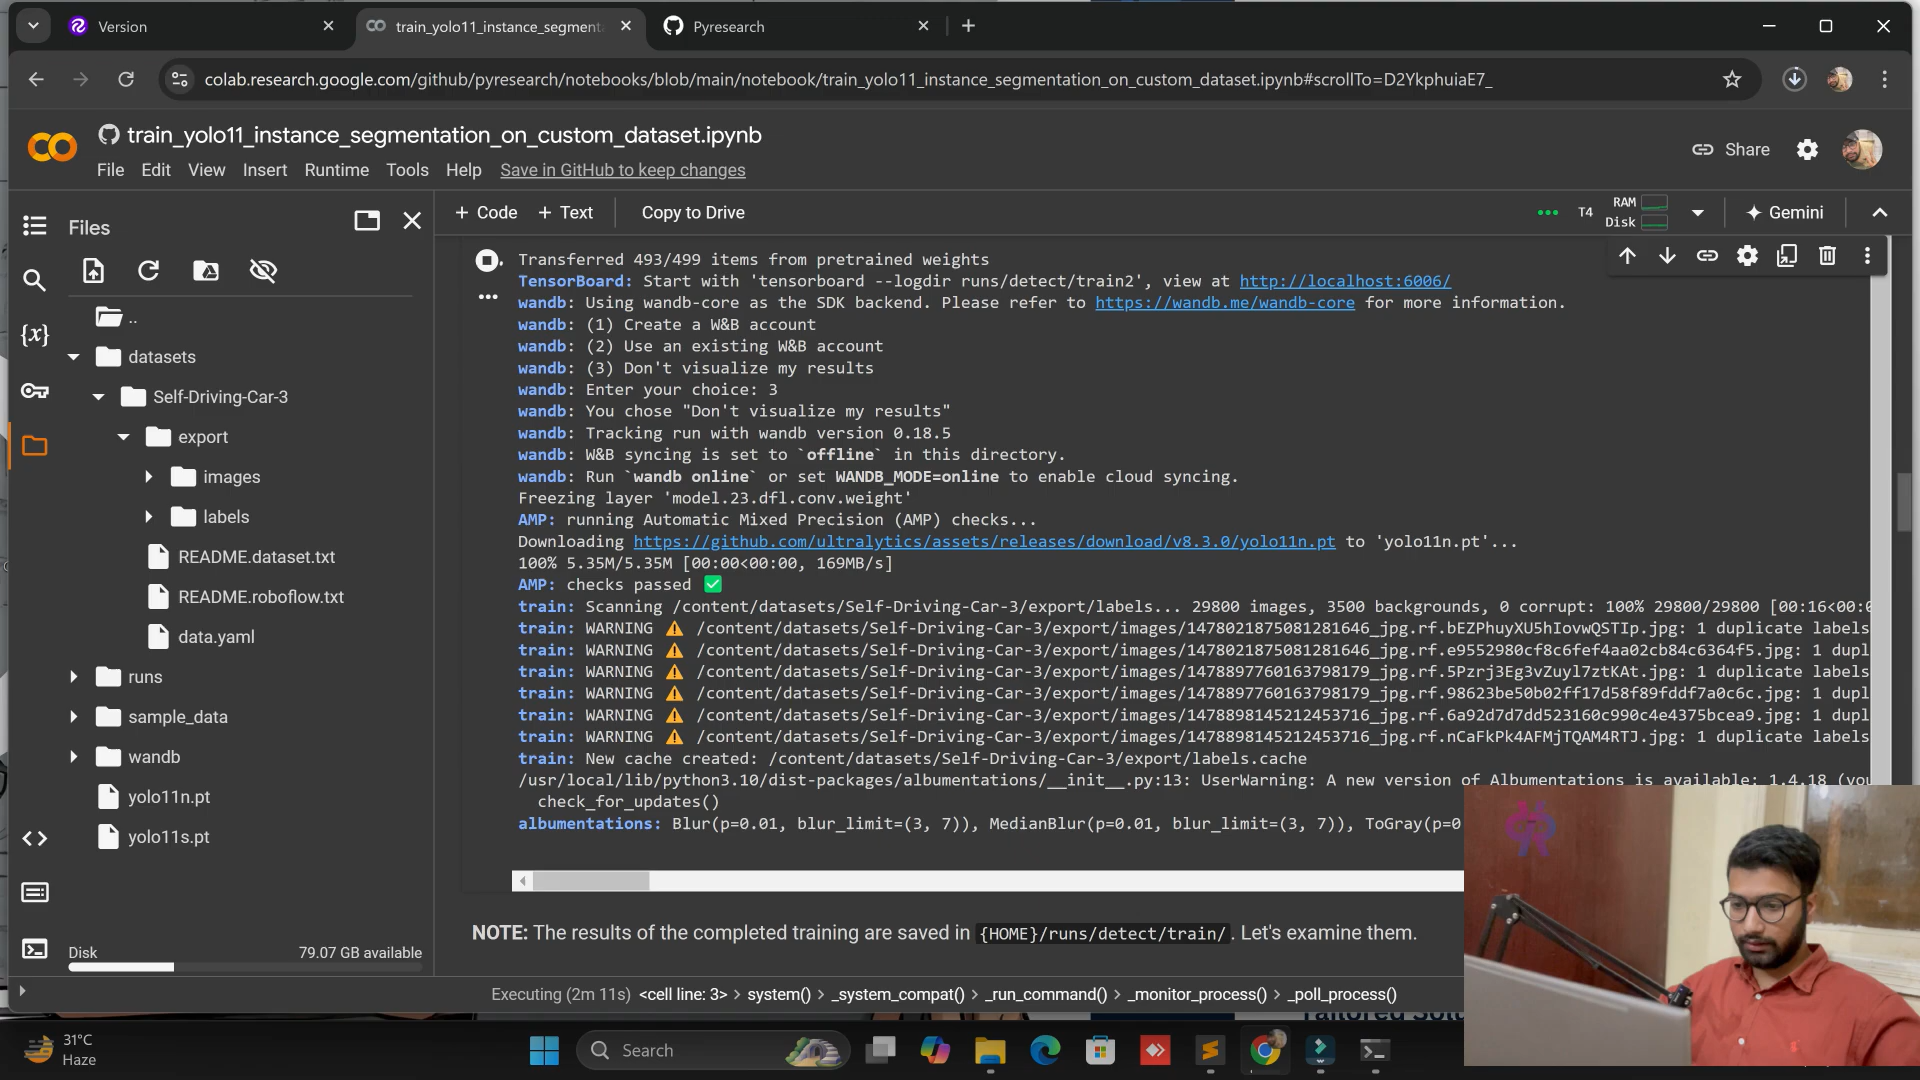 Version
train_yolo11_instance_segment
Pyresearch
colab.research.google.com/github/pyresearch/notebooks/blob/main/notebook/train_yolo11_instance_segmentation_on_custom_dataset.ipynb#scrollTo=D2YkphuiaE7_
train_yolo11_instance_segmentation_on_custom_dataset.ipynb
File Edit View Insert Runtime Tools Help Save in GitHub to keep changes
Share
Files
+ Code + Text Copy to Drive
T4 RAM Disk Gemini
..
datasets
Self-Driving-Car-3
export
images
labels
README.dataset.txt
README.roboflow.txt
data.yaml
runs
sample_data
wandb
yolo11n.pt
yolo11s.pt
Disk 79.07 GB available
Transferred 493/499 items from pretrained weights
TensorBoard: Start with 'tensorboard --logdir runs/detect/train2', view at http://localhost:6006/
wandb: Using wandb-core as the SDK backend. Please refer to https://wandb.me/wandb-core for more information.
wandb: (1) Create a W&B account
wandb: (2) Use an existing W&B account
wandb: (3) Don't visualize my results
wandb: Enter your choice: 3
wandb: You chose "Don't visualize my results"
wandb: Tracking run with wandb version 0.18.5
wandb: W&B syncing is set to `offline` in this directory.
wandb: Run `wandb online` or set WANDB_MODE=online to enable cloud syncing.
Freezing layer 'model.23.dfl.conv.weight'
AMP: running Automatic Mixed Precision (AMP) checks...
Downloading https://github.com/ultralytics/assets/releases/download/v8.3.0/yolo11n.pt to 'yolo11n.pt'...
100% 5.35M/5.35M [00:00<00:00, 169MB/s]
AMP: checks passed ✅
train: Scanning /content/datasets/Self-Driving-Car-3/export/labels... 29800 images, 3500 backgrounds, 0 corrupt: 100% 29800/29800 [00:16<00:0
train: WARNING ⚠️ /content/datasets/Self-Driving-Car-3/export/images/1478021875081281646_jpg.rf.bEZPhuyXU5hIovwQSTIp.jpg: 1 duplicate labels
train: WARNING ⚠️ /content/datasets/Self-Driving-Car-3/export/images/1478021875081281646_jpg.rf.e9552980cf8c6fef4aa02cb84c6364f5.jpg: 1 dupl
train: WARNING ⚠️ /content/datasets/Self-Driving-Car-3/export/images/1478897760163798179_jpg.rf.5Pzrj3Eg3vZuyl7ztKAt.jpg: 1 duplicate labels
train: WARNING ⚠️ /content/datasets/Self-Driving-Car-3/export/images/1478897760163798179_jpg.rf.98623be50b02ff17d58f89fddf7a0c6c.jpg: 1 dupl
train: WARNING ⚠️ /content/datasets/Self-Driving-Car-3/export/images/1478898145212453716_jpg.rf.6a92d7d7dd523160c990c4e4375bcea9.jpg: 1 dupl
train: WARNING ⚠️ /content/datasets/Self-Driving-Car-3/export/images/1478898145212453716_jpg.rf.nCaFkPk4AFMjTQAM4RTJ.jpg: 1 duplicate labels
train: New cache created: /content/datasets/Self-Driving-Car-3/export/labels.cache
/usr/local/lib/python3.10/dist-packages/albumentations/__init__.py:13: UserWarning: A new version of Albumentations is available: 1.4.18 (you
check_for_updates()
albumentations: Blur(p=0.01, blur_limit=(3, 7)), MedianBlur(p=0.01, blur_limit=(3, 7)), ToGray(p=0
NOTE: The results of the completed training are saved in {HOME}/runs/detect/train/. Let's examine them.
Executing (2m 11s) <cell line: 3> > system() > _system_compat() > _run_command() > _monitor_process() > _poll_process()
31°C
Haze
Search